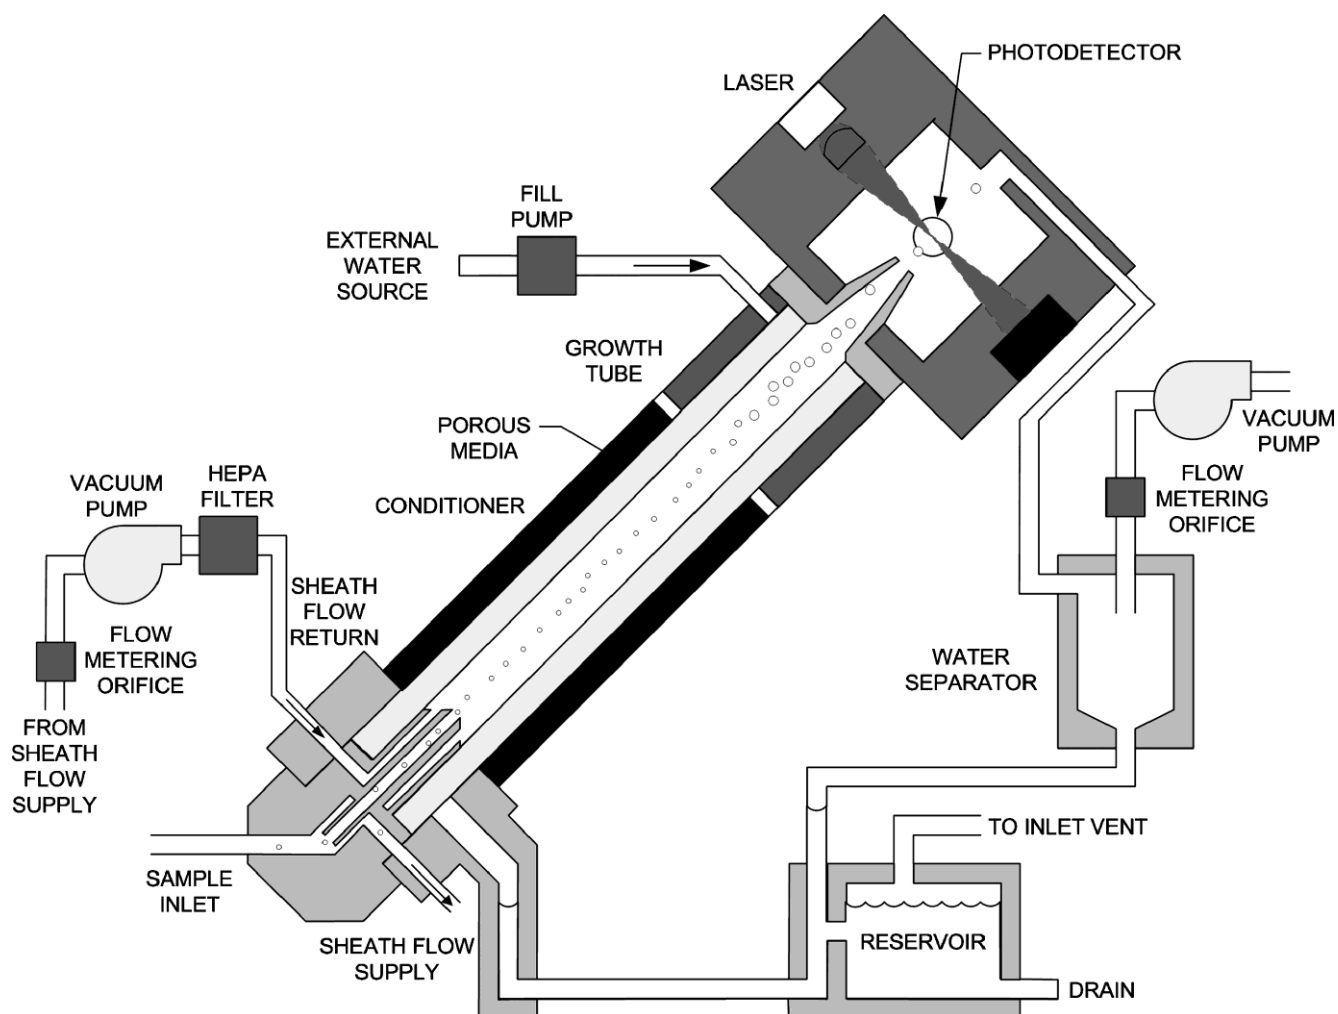 PHOTODETECTOR
LASER
FILL
PUMP
EXTERNAL
WATER
SOURCE
GROWTH
TUBE
POROUS
MEDIA
CONDITIONER
HEPA
FILTER
VACUUM
PUMP
SHEATH
FLOW
RETURN
FLOW
METERING
ORIFICE
FROM
SHEATH
FLOW
SUPPLY
SAMPLE
INLET
SHEATH FLOW
SUPPLY
VACUUM
PUMP
FLOW
METERING
ORIFICE
WATER
SEPARATOR
TO INLET VENT
RESERVOIR
DRAIN